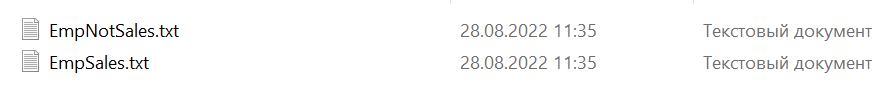 EmpNotSales.txt 28.08.2022 11:35 Текстовый документ
EmpSales.txt 28.08.2022 11:35 Текстовый документ